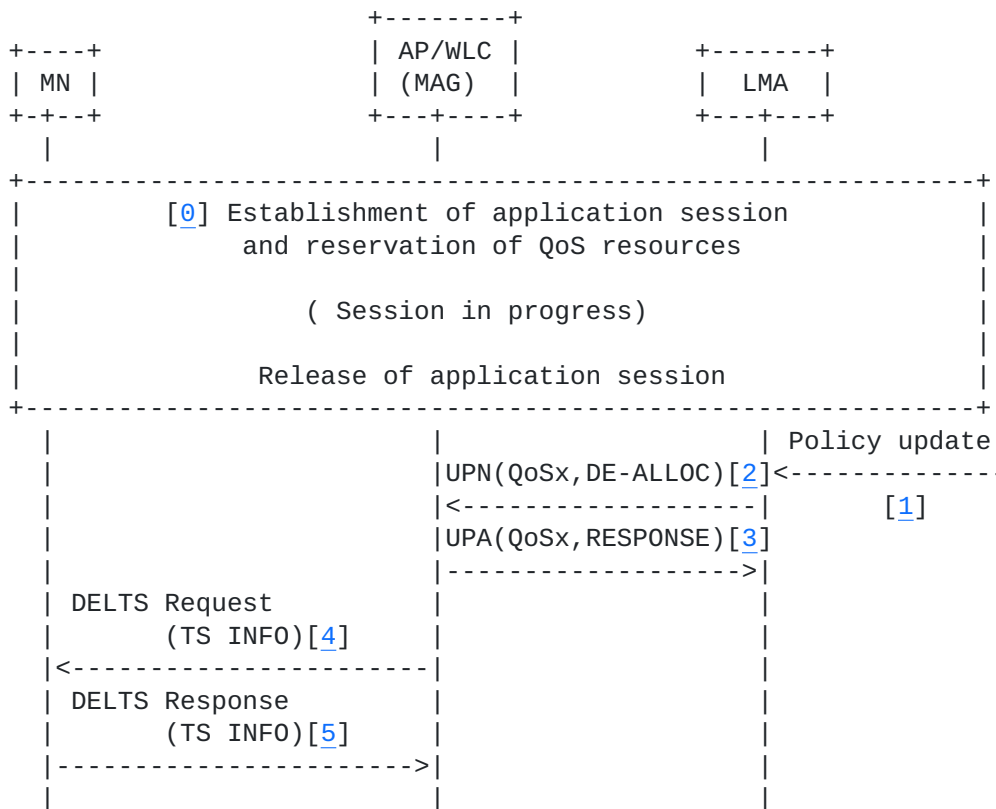 +--------+
+----+                 | AP/WLC |           +-------+
| MN |                 | (MAG)  |           |  LMA  |
+-+--+                 +---+----+           +---+---+
  |                        |                    |
+-------------------------------------------------------------+
|         [0] Establishment of application session            |
|              and reservation of QoS resources               |
|                                                             |
|                  ( Session in progress)                     |
|                                                             |
|               Release of application session                |
+-------------------------------------------------------------+
  |                        |                    | Policy update
  |                        |UPN(QoSx,DE-ALLOC)[2]<-------------
  |                        |<-------------------|       [1]
  |                        |UPA(QoSx,RESPONSE)[3]
  |                        |------------------->|
  | DELTS Request          |                    |
  |       (TS INFO)[4]     |                    |
  |<-----------------------|                    |
  | DELTS Response         |                    |
  |       (TS INFO)[5]     |                    |
  |----------------------->|                    |
  |                        |                    |